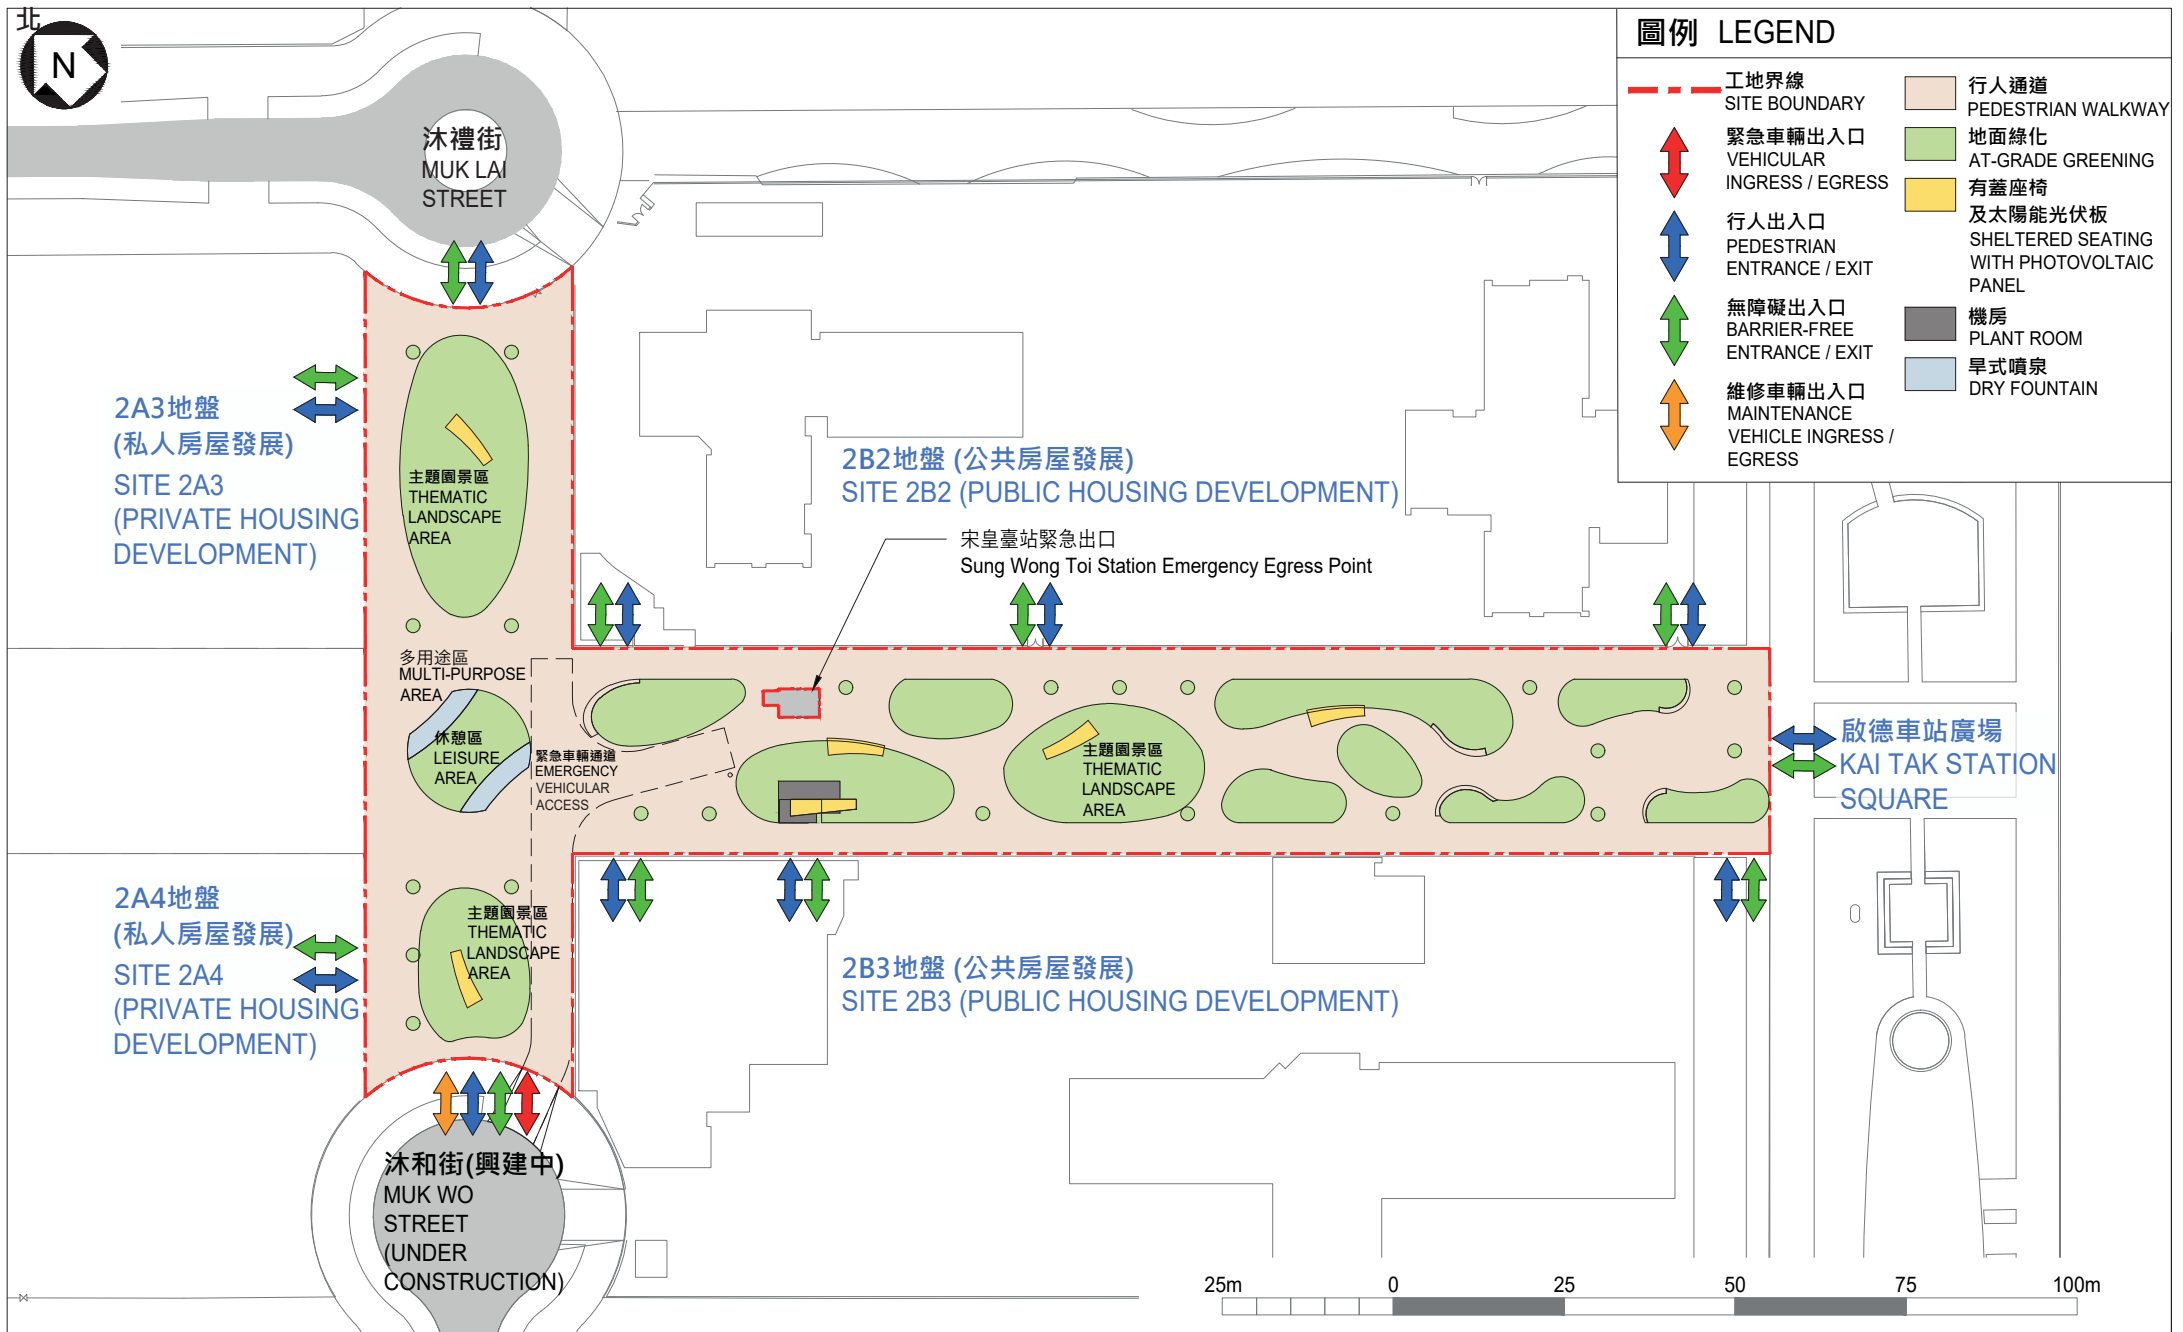 北
N
沐禮街
MUK LAI
STREET
圖例 LEGEND
工地界線
SITE BOUNDARY
緊急車輛出入口
VEHICULAR
INGRESS / EGRESS
行人出入口
PEDESTRIAN
ENTRANCE / EXIT
無障礙出入口
BARRIER-FREE
ENTRANCE / EXIT
維修車輛出入口
MAINTENANCE
VEHICLE INGRESS /
EGRESS
行人通道
PEDESTRIAN WALKWAY
地面綠化
AT-GRADE GREENING
有蓋座椅
及太陽能光伏板
SHELTERED SEATING
WITH PHOTOVOLTAIC
PANEL
機房
PLANT ROOM
旱式噴泉
DRY FOUNTAIN
2A3地盤
(私人房屋發展)
SITE 2A3
(PRIVATE HOUSING
DEVELOPMENT)
主題園景區
THEMATIC
LANDSCAPE
AREA
2B2地盤 (公共房屋發展)
SITE 2B2 (PUBLIC HOUSING DEVELOPMENT)
宋皇臺站緊急出口
Sung Wong Toi Station Emergency Egress Point
多用途區
MULTI-PURPOSE
AREA
休憩區
LEISURE
AREA
緊急車輛通道
EMERGENCY
VEHICULAR
ACCESS
主題園景區
THEMATIC
LANDSCAPE
AREA
啟德車站廣場
KAI TAK STATION
SQUARE
2A4地盤
(私人房屋發展)
SITE 2A4
(PRIVATE HOUSING
DEVELOPMENT)
主題園景區
THEMATIC
LANDSCAPE
AREA
2B3地盤 (公共房屋發展)
SITE 2B3 (PUBLIC HOUSING DEVELOPMENT)
沐和街(興建中)
MUK WO
STREET
(UNDER
CONSTRUCTION)
25m 0 25 50 75 100m